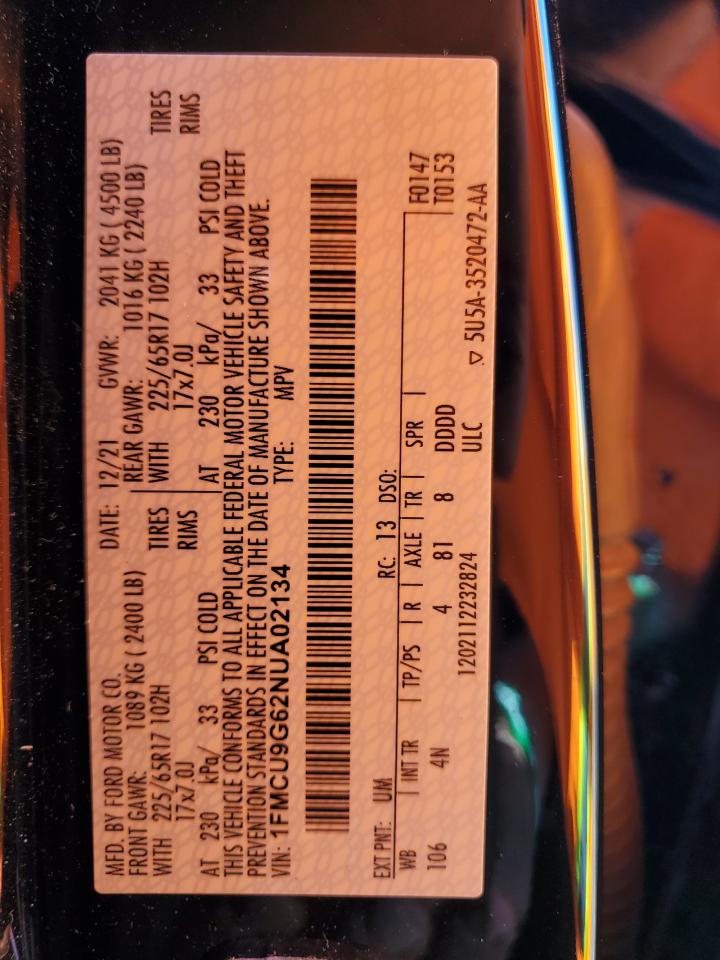 MFD. BY FORD MOTOR CO. DATE: 12/21 GVWR: 2041 KG ( 4500 LB)
FRONT GAWR: 1089 KG ( 2400 LB) REAR GAWR: 1016 KG ( 2240 LB)
WITH 225/65R17 102H TIRES WITH 225/65R17 102H TIRES
17x7.0J RIMS 17x7.0J RIMS
AT 230 kPa/ 33 PSI COLD AT 230 kPa/ 33 PSI COLD
THIS VEHICLE CONFORMS TO ALL APPLICABLE FEDERAL MOTOR VEHICLE SAFETY AND THEFT
PREVENTION STANDARDS IN EFFECT ON THE DATE OF MANUFACTURE SHOWN ABOVE.
VIN: 1FMCU9G62NUA02134 TYPE: MPV
EXT PNT: UM RC: 13 DSO:
WB | INT TR | TP/PS | R | AXLE | TR | SPR | F0147
106 4N 4 81 8 DDDD T0153
1202112232824 ULC ▽ 5U5A-3520472-AA